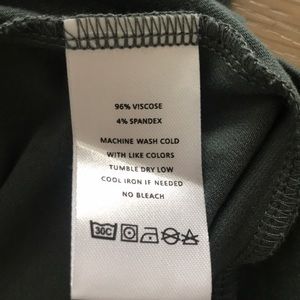 96% VISCOSE
4% SPANDEX
MACHINE WASH COLD
WITH LIKE COLORS
TUMBLE DRY LOW
COOL IRON IF NEEDED
NO BLEACH
30C